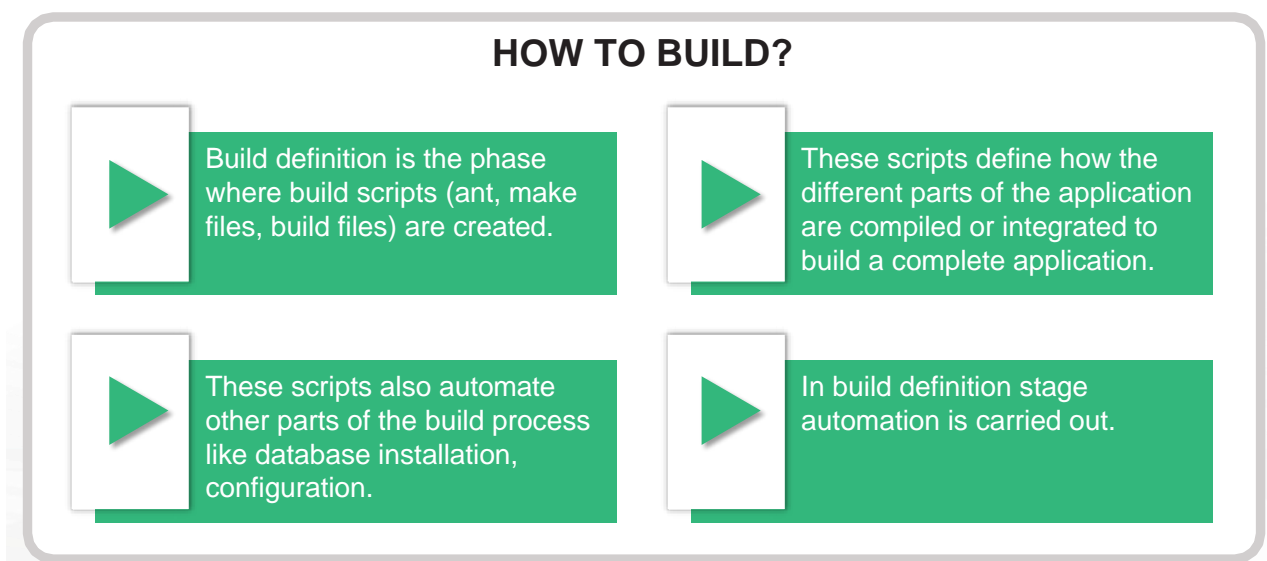 HOW TO BUILD?
Build definition is the phase
where build scripts (ant, make
files, build files) are created.
These scripts define how the
different parts of the application
are compiled or integrated to
build a complete application.
These scripts also automate
other parts of the build process
like database installation,
configuration.
In build definition stage
automation is carried out.